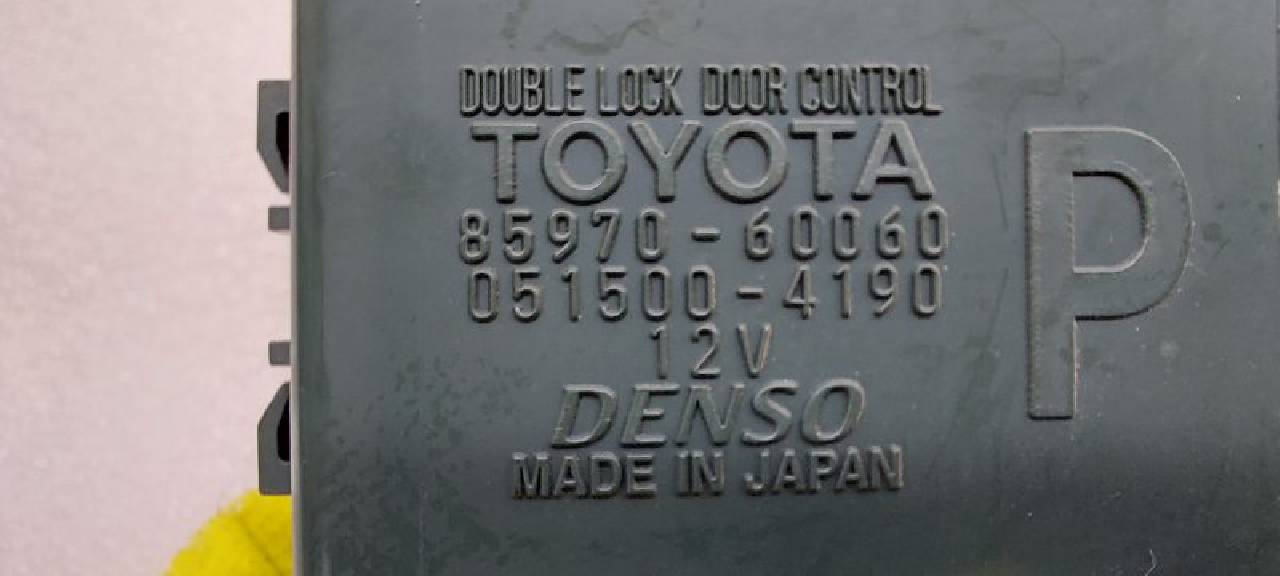 DOUBLE LOCK DOOR CONTROL
TOYOTA
85970-60060
051500-4190
12V
DENSO
MADE IN JAPAN
P